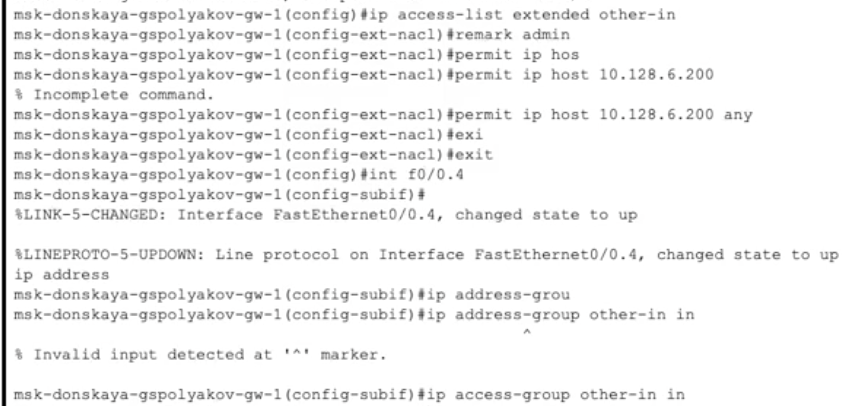 msk-donskaya-gspolyakov-gw-1(config)#ip access-list extended other-in
msk-donskaya-gspolyakov-gw-1(config-ext-nacl)#remark admin
msk-donskaya-gspolyakov-gw-1(config-ext-nacl)#permit ip hos
msk-donskaya-gspolyakov-gw-1(config-ext-nacl)#permit ip host 10.128.6.200
% Incomplete command.
msk-donskaya-gspolyakov-gw-1(config-ext-nacl)#permit ip host 10.128.6.200 any
msk-donskaya-gspolyakov-gw-1(config-ext-nacl)#exi
msk-donskaya-gspolyakov-gw-1(config-ext-nacl)#exit
msk-donskaya-gspolyakov-gw-1(config)#int f0/0.4
msk-donskaya-gspolyakov-gw-1(config-subif)#
%LINK-5-CHANGED: Interface FastEthernet0/0.4, changed state to up
%LINEPROTO-5-UPDOWN: Line protocol on Interface FastEthernet0/0.4, changed state to up
ip address
msk-donskaya-gspolyakov-gw-1(config-subif)#ip address-grou
msk-donskaya-gspolyakov-gw-1(config-subif)#ip address-group other-in in
^
% Invalid input detected at '^' marker.
msk-donskaya-gspolyakov-gw-1(config-subif)#ip access-group other-in in